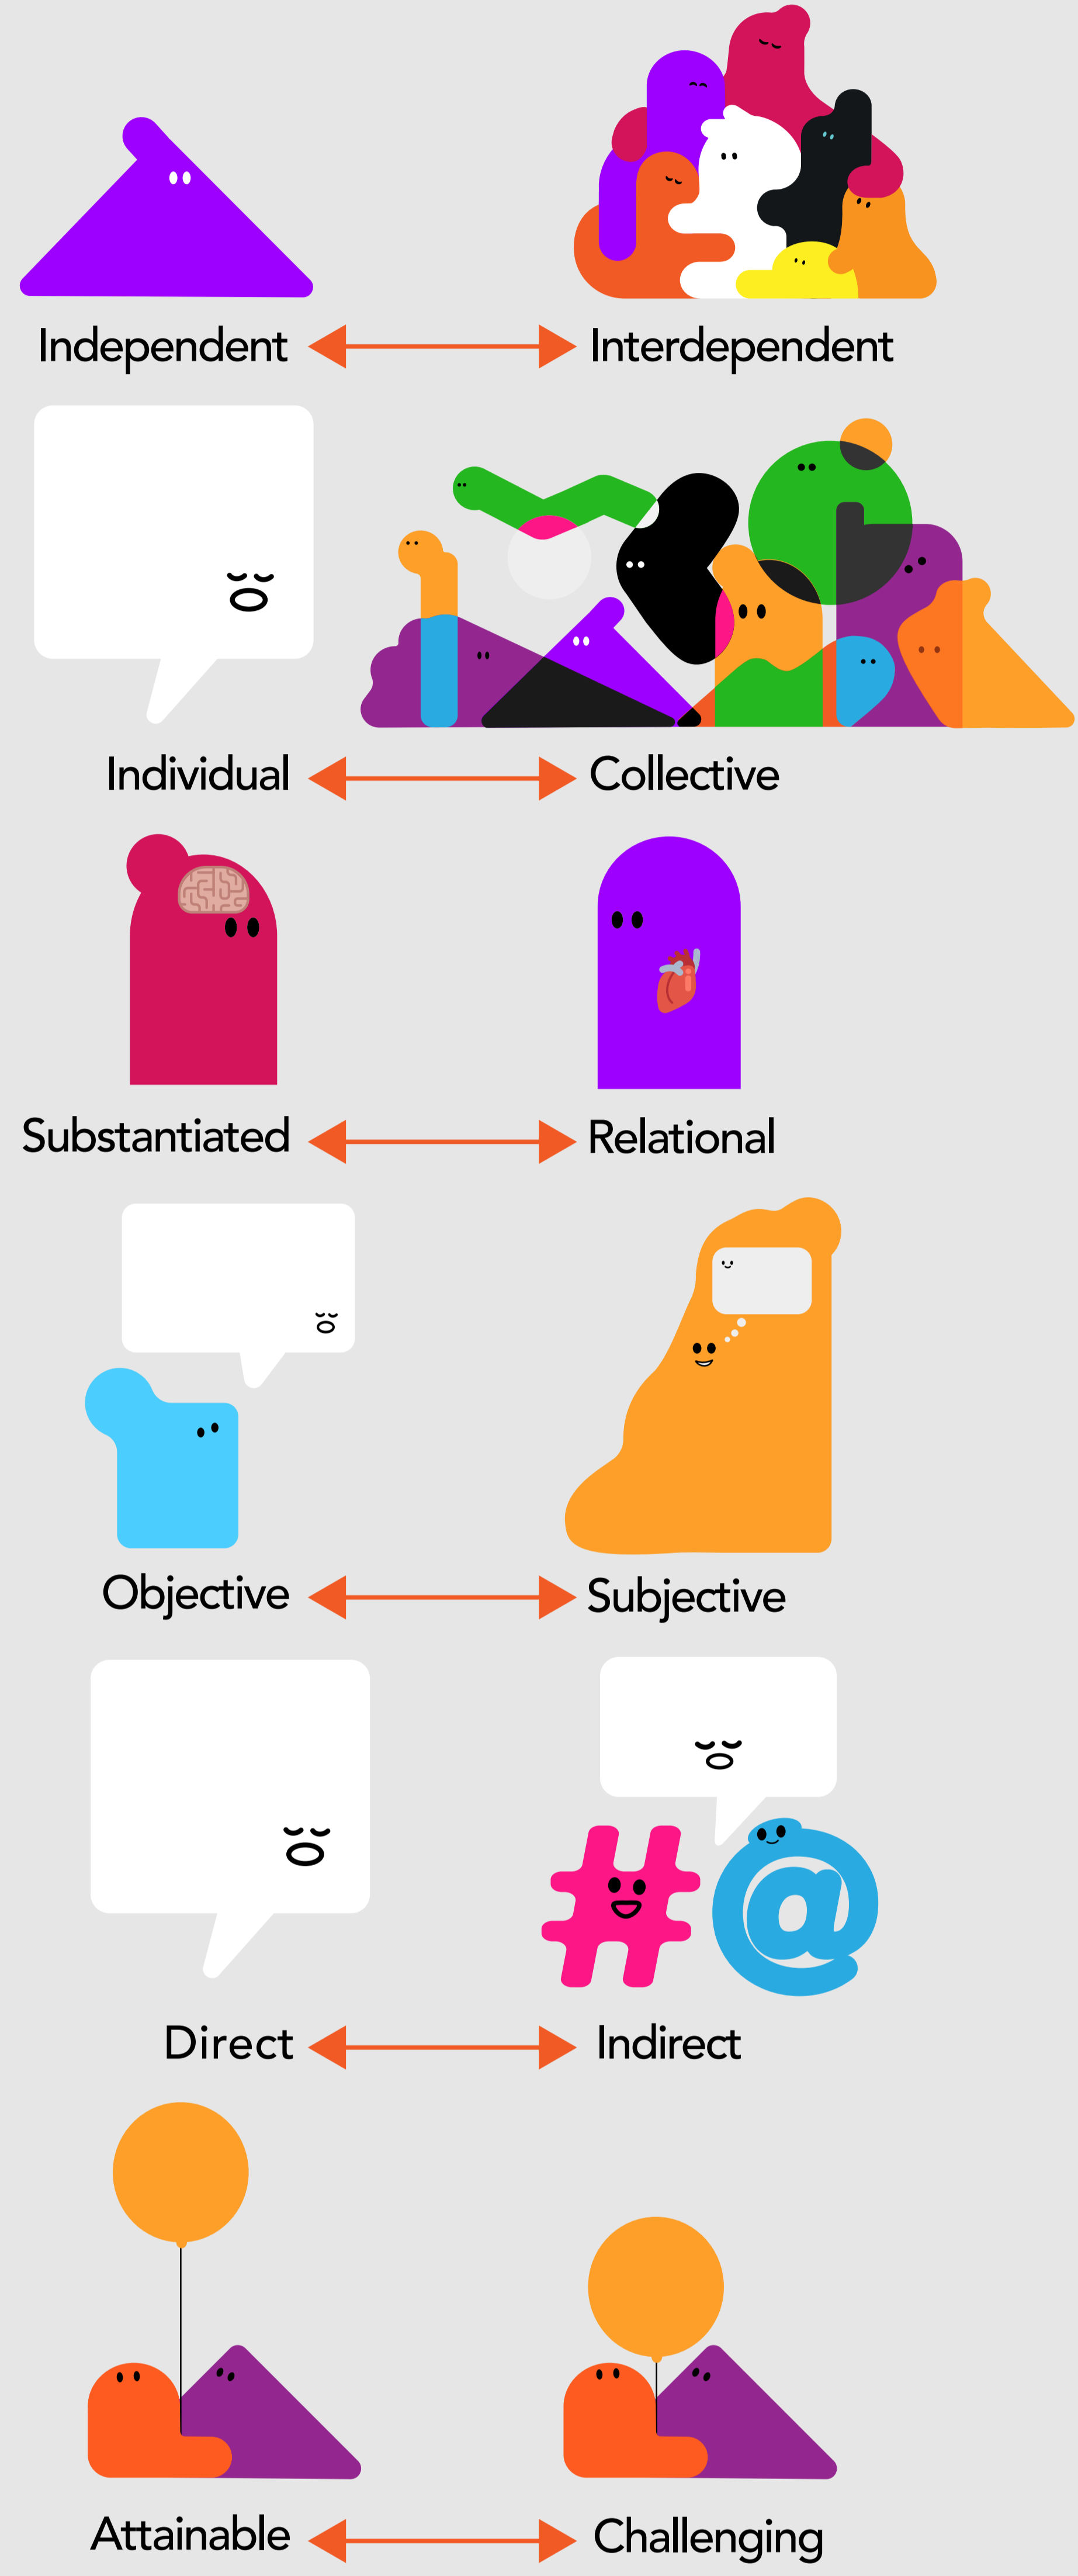 Independent Interdependent
Individual Collective
Substantiated Relational
Objective Subjective
# @
Direct Indirect
Attainable Challenging